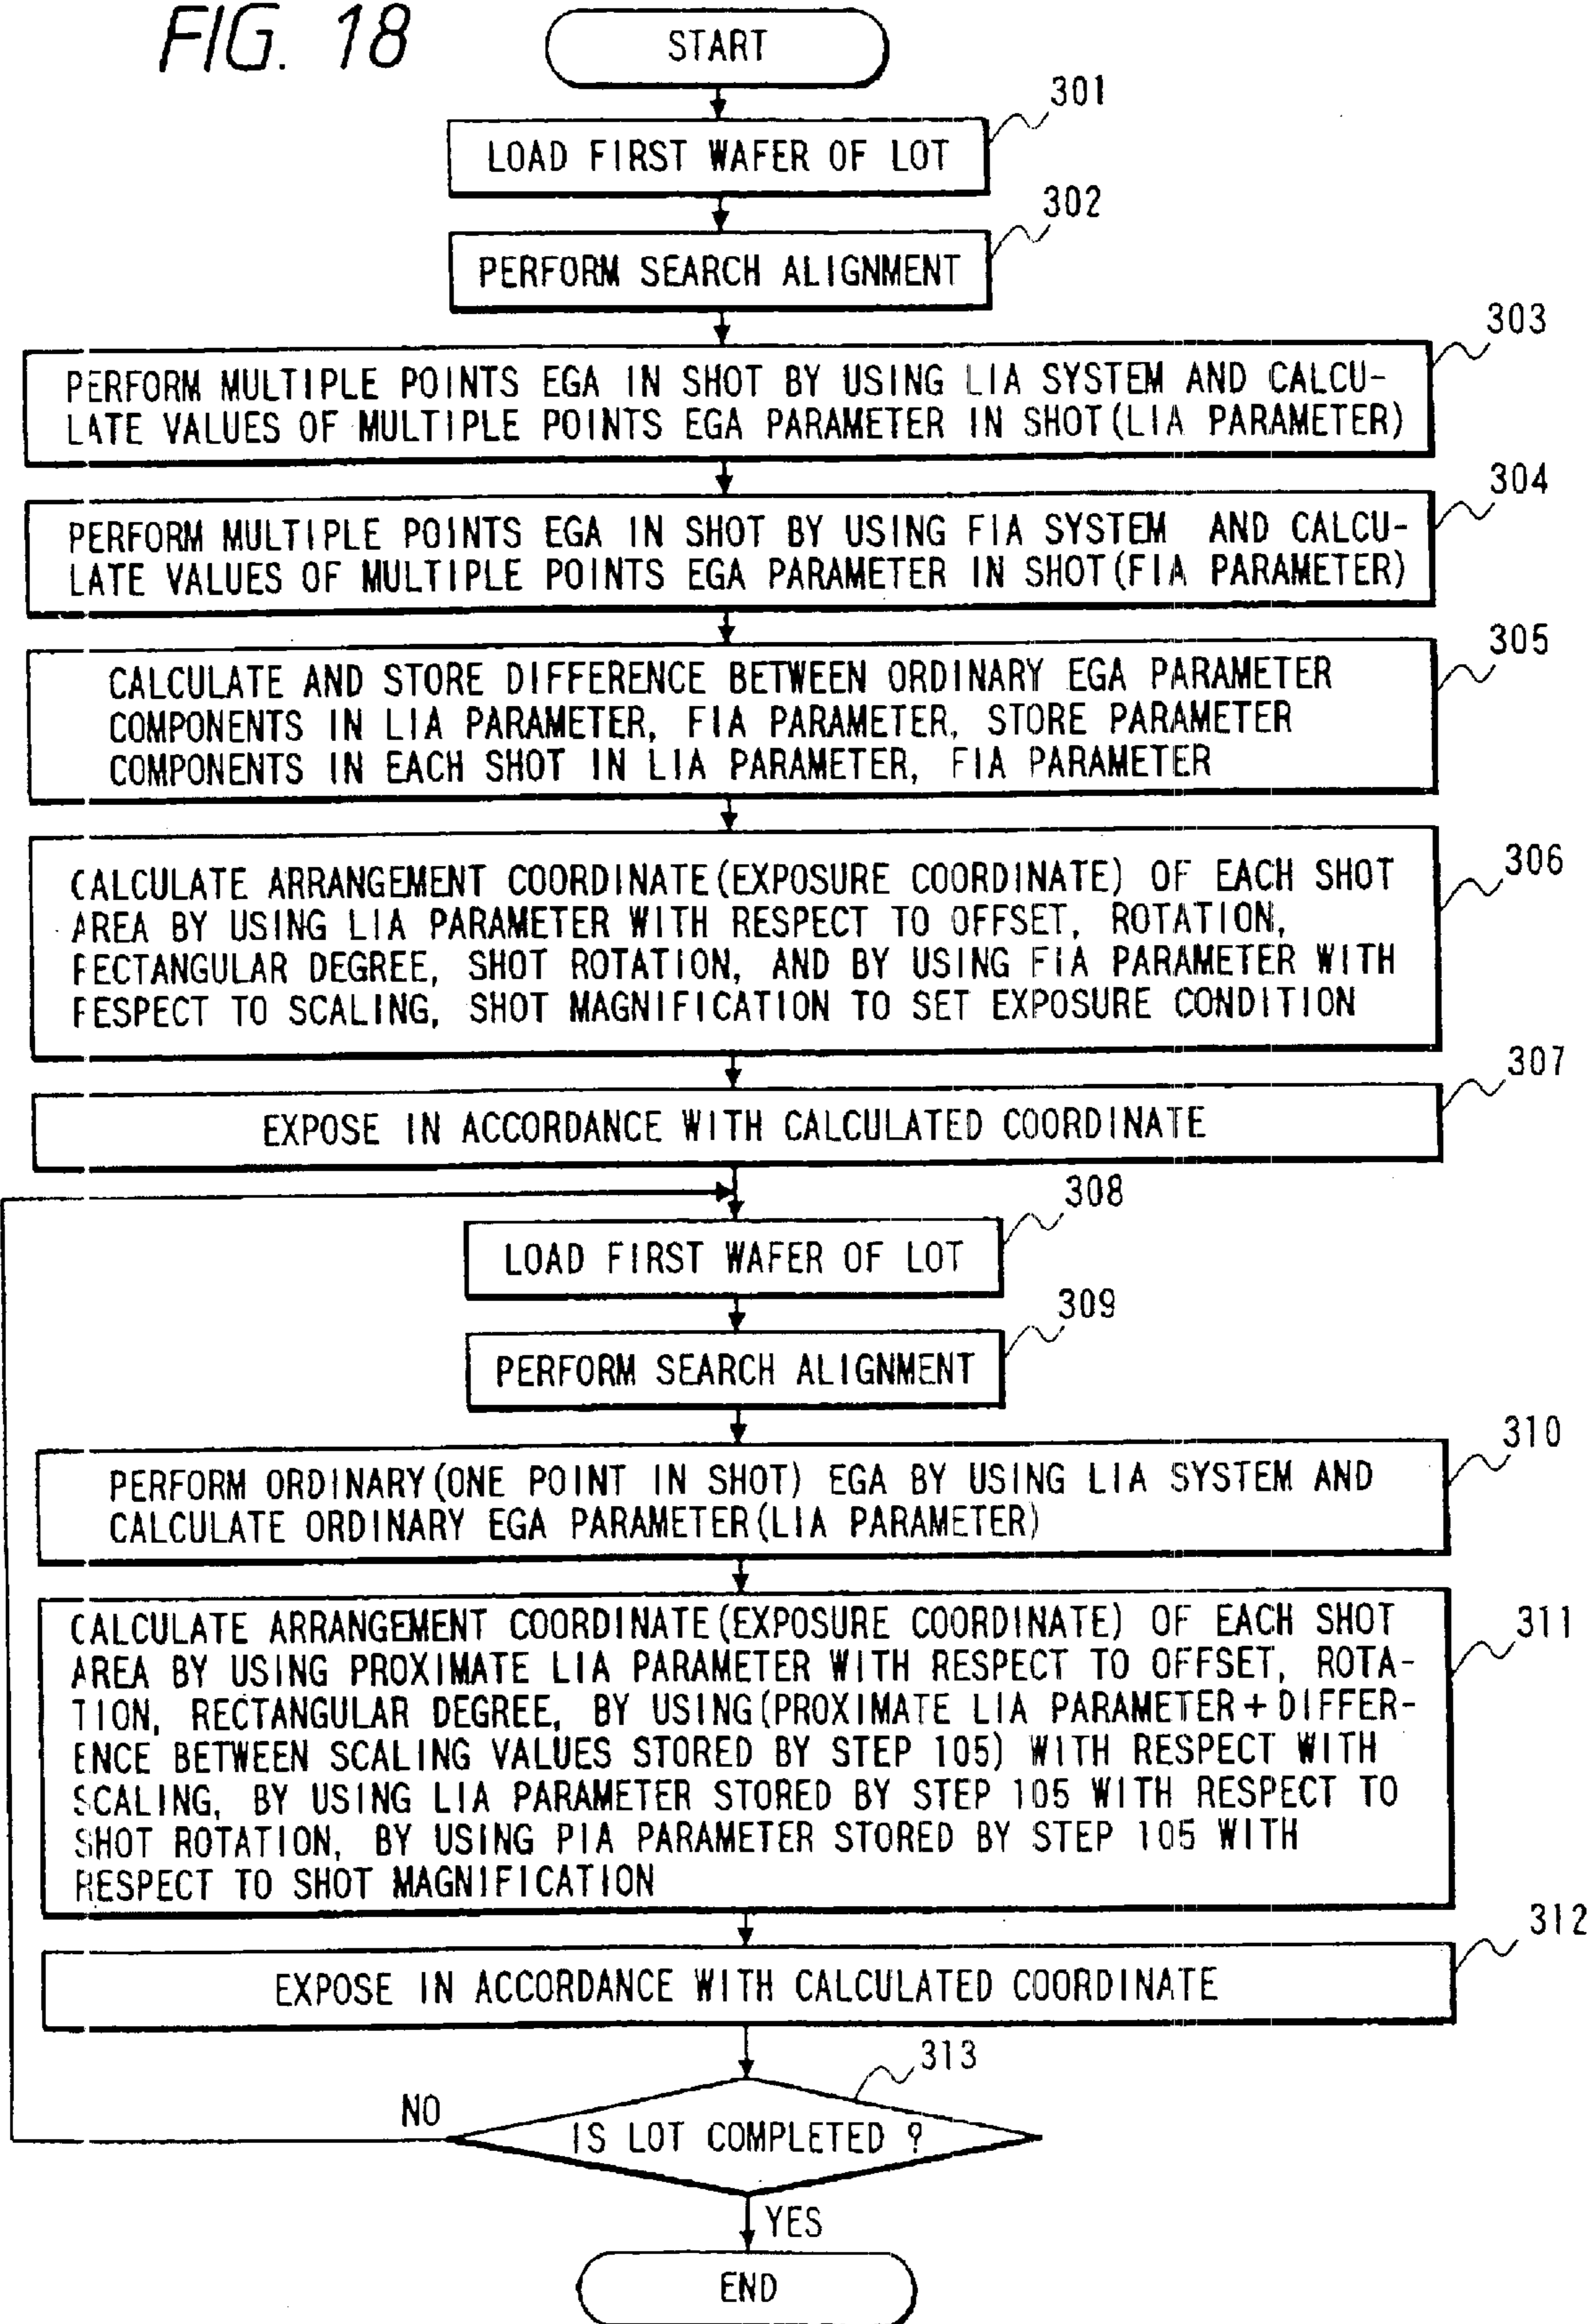 FIG. 18
START
301
LOAD FIRST WAFER OF LOT
302
PERFORM SEARCH ALIGNMENT
303
PERFORM MULTIPLE POINTS EGA IN SHOT BY USING LIA SYSTEM AND CALCU-
LATE VALUES OF MULTIPLE POINTS EGA PARAMETER IN SHOT(LIA PARAMETER)
304
PERFORM MULTIPLE POINTS EGA IN SHOT BY USING FIA SYSTEM AND CALCU-
LATE VALUES OF MULTIPLE POINTS EGA PARAMETER IN SHOT(FIA PARAMETER)
305
CALCULATE AND STORE DIFFERENCE BETWEEN ORDINARY EGA PARAMETER
COMPONENTS IN LIA PARAMETER, FIA PARAMETER, STORE PARAMETER
COMPONENTS IN EACH SHOT IN LIA PARAMETER, FIA PARAMETER
306
CALCULATE ARRANGEMENT COORDINATE(EXPOSURE COORDINATE) OF EACH SHOT
AREA BY USING LIA PARAMETER WITH RESPECT TO OFFSET, ROTATION,
RECTANGULAR DEGREE, SHOT ROTATION, AND BY USING FIA PARAMETER WITH
RESPECT TO SCALING, SHOT MAGNIFICATION TO SET EXPOSURE CONDITION
307
EXPOSE IN ACCORDANCE WITH CALCULATED COORDINATE
308
LOAD FIRST WAFER OF LOT
309
PERFORM SEARCH ALIGNMENT
310
PERFORM ORDINARY(ONE POINT IN SHOT) EGA BY USING LIA SYSTEM AND
CALCULATE ORDINARY EGA PARAMETER(LIA PARAMETER)
311
CALCULATE ARRANGEMENT COORDINATE(EXPOSURE COORDINATE) OF EACH SHOT
AREA BY USING PROXIMATE LIA PARAMETER WITH RESPECT TO OFFSET, ROTA-
TION, RECTANGULAR DEGREE, BY USING(PROXIMATE LIA PARAMETER+DIFFER-
ENCE BETWEEN SCALING VALUES STORED BY STEP 105) WITH RESPECT WITH
SCALING, BY USING LIA PARAMETER STORED BY STEP 105 WITH RESPECT TO
SHOT ROTATION, BY USING PIA PARAMETER STORED BY STEP 105 WITH
RESPECT TO SHOT MAGNIFICATION
312
EXPOSE IN ACCORDANCE WITH CALCULATED COORDINATE
313
NO
IS LOT COMPLETED ?
YES
END